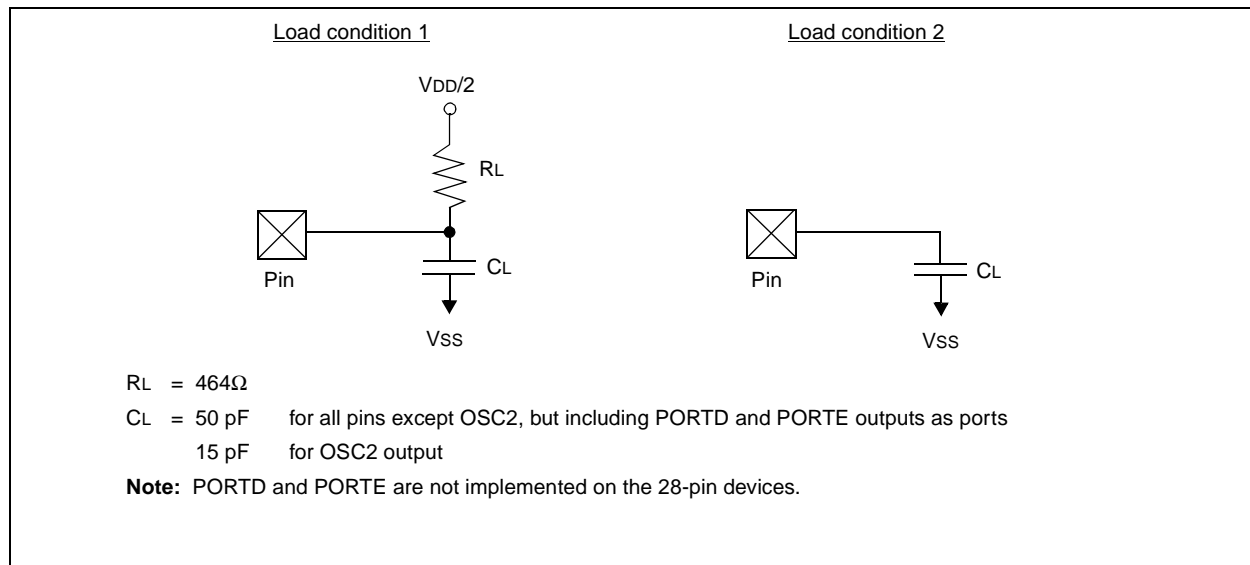 Load condition 1
Load condition 2
VDD/2
RL
Pin
CL
VSS
Pin
CL
VSS
RL = 464Ω
CL = 50 pF for all pins except OSC2, but including PORTD and PORTE outputs as ports
15 pF for OSC2 output
Note: PORTD and PORTE are not implemented on the 28-pin devices.